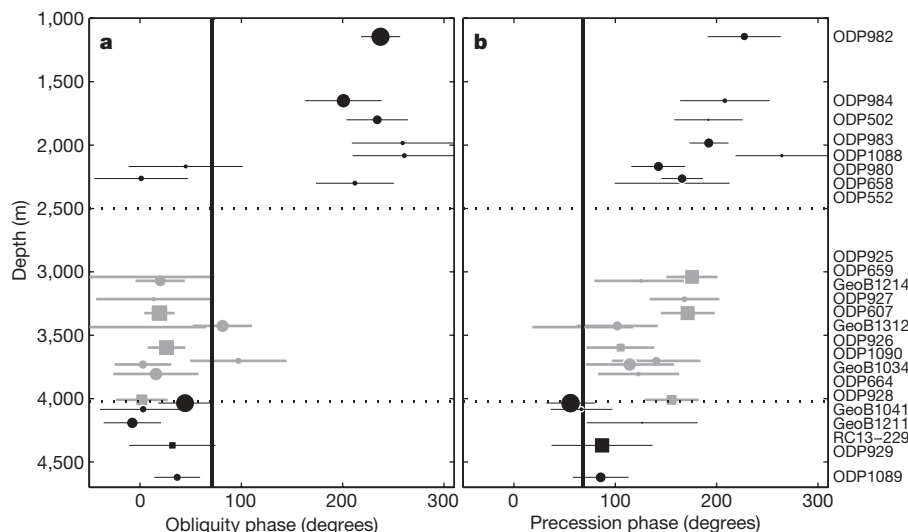 a
b
Depth (m)
1,000
1,500
2,000
2,500
3,000
3,500
4,000
4,500
0
100
200
300
Obliquity phase (degrees)
0
100
200
300
Precession phase (degrees)
ODP982
ODP984
ODP502
ODP983
ODP1088
ODP980
ODP658
ODP552
ODP925
ODP659
GeoB1214
ODP927
ODP607
GeoB1312
ODP926
ODP1090
GeoB1034
ODP664
ODP928
GeoB1041
GeoB1211
RC13–229
ODP929
ODP1089